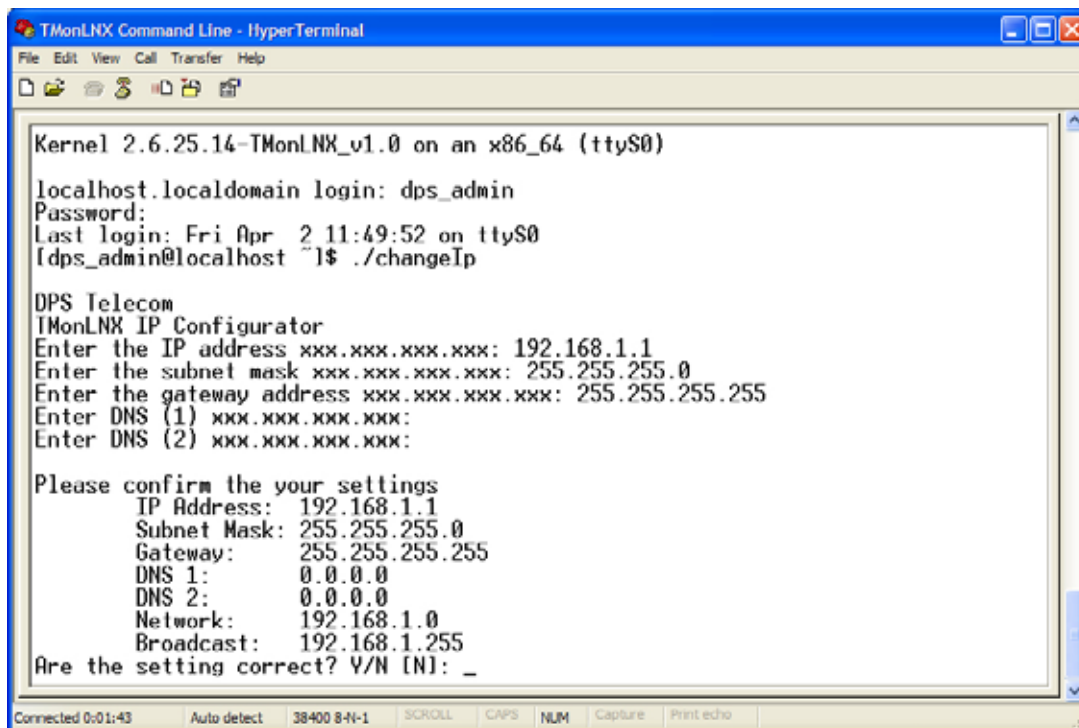 TMonLNX Command Line - HyperTerminal
File Edit View Call Transfer Help
Kernel 2.6.25.14-TMonLNX_v1.0 on an x86_64 (ttyS0)
localhost.localdomain login: dps_admin
Password:
Last login: Fri Apr  2 11:49:52 on ttyS0
[dps_admin@localhost ~]$ ./changeIp
DPS Telecom
TMonLNX IP Configurator
Enter the IP address xxx.xxx.xxx.xxx: 192.168.1.1
Enter the subnet mask xxx.xxx.xxx.xxx: 255.255.255.0
Enter the gateway address xxx.xxx.xxx.xxx: 255.255.255.255
Enter DNS (1) xxx.xxx.xxx.xxx:
Enter DNS (2) xxx.xxx.xxx.xxx:
Please confirm the your settings
IP Address: 192.168.1.1
Subnet Mask: 255.255.255.0
Gateway: 255.255.255.255
DNS 1: 0.0.0.0
DNS 2: 0.0.0.0
Network: 192.168.1.0
Broadcast: 192.168.1.255
Are the setting correct? Y/N [N]: _
Connected 0:01:43 Auto detect 38400 8-N-1 SCROLL CAPS NUM Capture Print echo